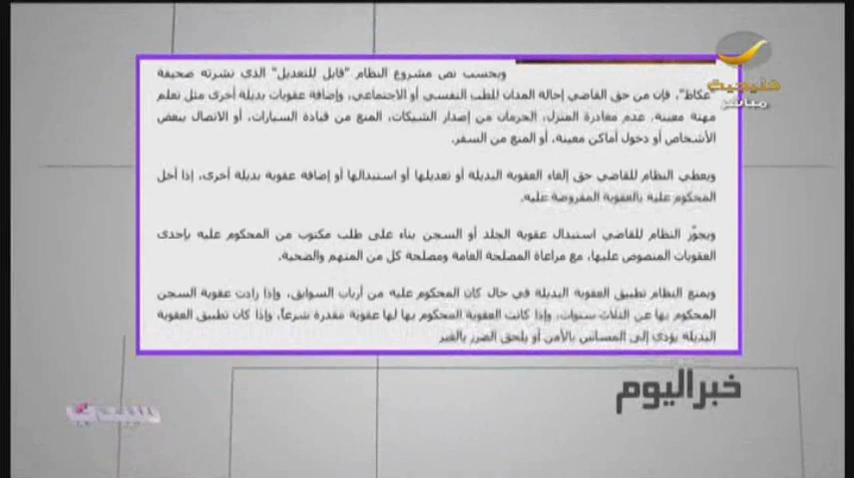 خليجية
مباشر
وبحسب نص مشروع النظام "قابل للتعديل" الذي نشرته صحيفة
"عكاظ"، فإن من حق القاضي إحالة المدان للطب النفسي أو الاجتماعي، وإضافة عقوبات بديلة أخرى مثل تعلم
مهنة معينة، عدم مغادرة المنزل، الحرمان من إصدار الشيكات، المنع من قيادة السيارات، أو الاتصال ببعض
الأشخاص أو دخول أماكن معينة، أو المنع من السفر.
ويعطي النظام للقاضي حق إلغاء العقوبة البديلة أو تعديلها أو استبدالها أو إضافة عقوبة بديلة أخرى، إذا أخل
المحكوم عليه بالعقوبة المفروضة عليه.
ويجوّز النظام للقاضي استبدال عقوبة الجلد أو السجن بناء على طلب مكتوب من المحكوم عليه بإحدى
العقوبات المنصوص عليها، مع مراعاة المصلحة العامة ومصلحة كل من المتهم والضحية.
ويمنع النظام تطبيق العقوبة البديلة في حال كان المحكوم عليه من أرباب السوابق، وإذا زادت عقوبة السجن
المحكوم بها عن الثلاث سنوات، وإذا كانت العقوبة المحكوم بها لها عقوبة مقدرة شرعاً، وإذا كان تطبيق العقوبة
البديلة يؤدي إلى المساس بالأمن أو يلحق الضرر بالغير
خبر اليوم
سيدتي